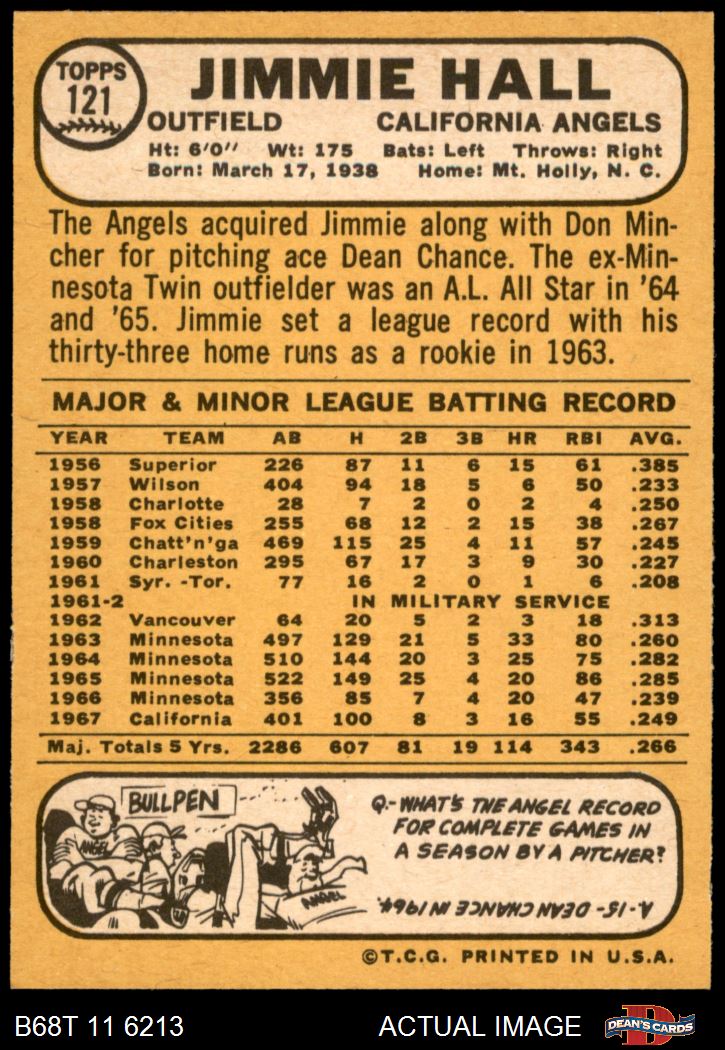 TOPPS
121
JIMMIE HALL
OUTFIELD CALIFORNIA ANGELS
Ht: 6'0" Wt: 175 Bats: Left Throws: Right
Born: March 17, 1938 Home: Mt. Holly, N. C.
The Angels acquired Jimmie along with Don Min-
cher for pitching ace Dean Chance. The ex-Min-
nesota Twin outfielder was an A.L. All Star in '64
and '65. Jimmie set a league record with his
thirty-three home runs as a rookie in 1963.
MAJOR & MINOR LEAGUE BATTING RECORD
YEAR TEAM AB H 2B 3B HR RBI AVG.
1956 Superior 226 87 11 6 15 61 .385
1957 Wilson 404 94 18 5 6 50 .233
1958 Charlotte 28 7 2 0 2 4 .250
1958 Fox Cities 255 68 12 2 15 38 .267
1959 Chatt'n'ga 469 115 25 4 11 57 .245
1960 Charleston 295 67 17 3 9 30 .227
1961 Syr. -Tor. 77 16 2 0 1 6 .208
1961-2 IN MILITARY SERVICE
1962 Vancouver 64 20 5 2 3 18 .313
1963 Minnesota 497 129 21 5 33 80 .260
1964 Minnesota 510 144 20 3 25 75 .282
1965 Minnesota 522 149 25 4 20 86 .285
1966 Minnesota 356 85 7 4 20 47 .239
1967 California 401 100 8 3 16 55 .249
Maj. Totals 5 Yrs. 2286 607 81 19 114 343 .266
BULLPEN
ANGEL
ANGEL
Q.- WHAT'S THE ANGEL RECORD
FOR COMPLETE GAMES IN
A SEASON BY A PITCHER?
A.- 15- DEAN CHANCE IN 1964.
©T.C.G. PRINTED IN U.S.A.
B68T 11 6213 ACTUAL IMAGE
DEAN'S CARDS